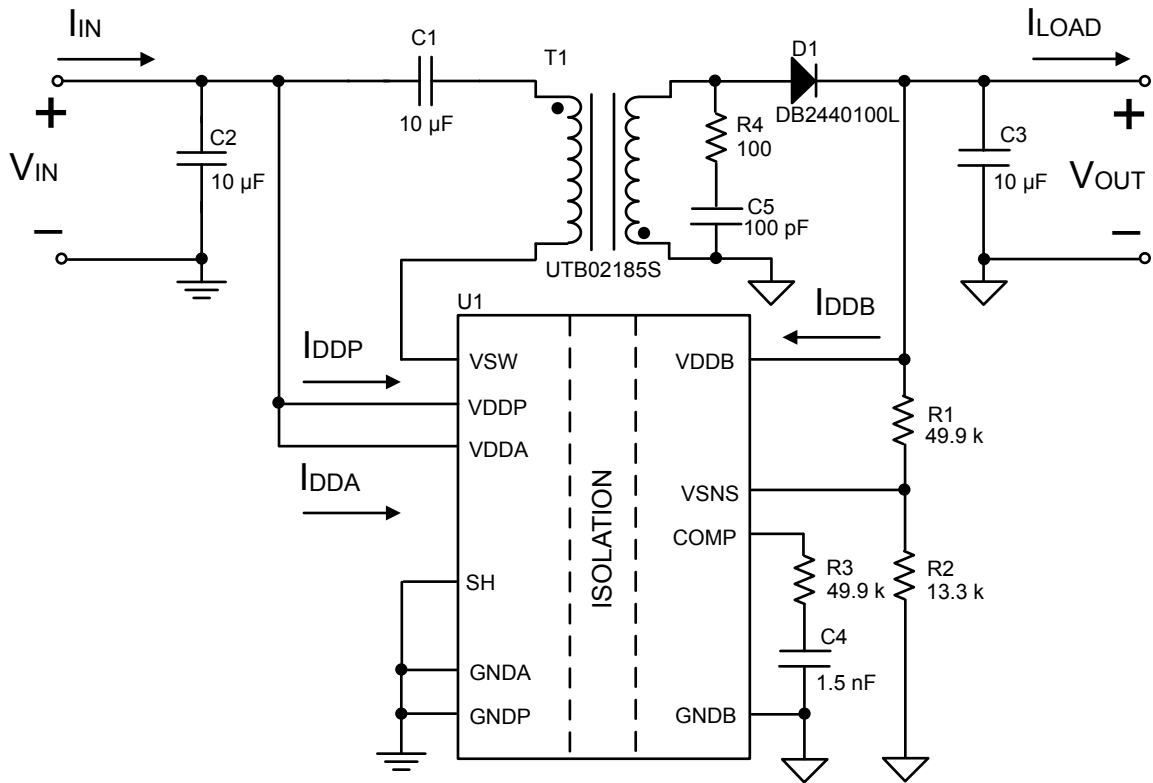 IIN
C1
10 µF
T1
D1
DB2440100L
ILOAD
+
VIN
–
C2
10 µF
R4
100
C5
100 pF
C3
10 µF
+
VOUT
–
UTB02185S
U1
IDDP
IDDA
IDDB
VSW
VDDP
VDDA
SH
GNDA
GNDP
ISOLATION
VDDB
VSNS
COMP
GNDB
R1
49.9 k
R3
49.9 k
R2
13.3 k
C4
1.5 nF